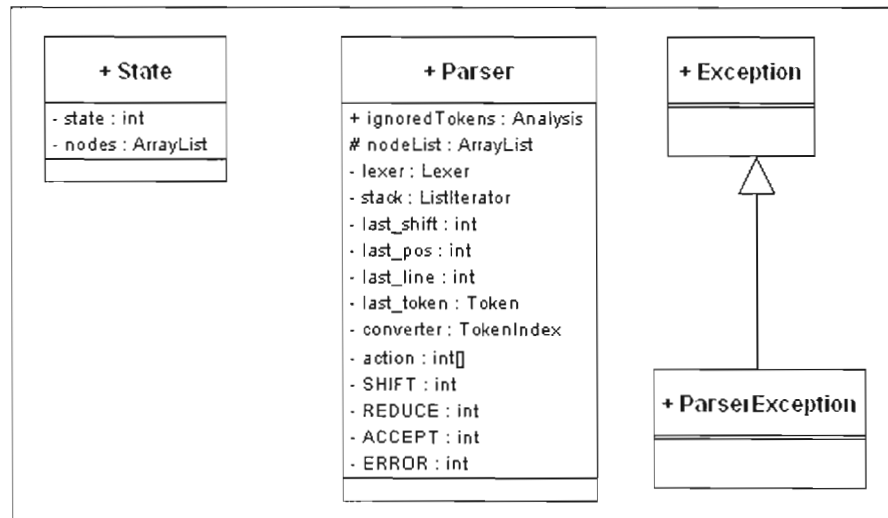 + State
- state : int
- nodes : ArrayList
+ Parser
+ ignoredTokens : Analysis
# nodeList : ArrayList
- lexer : Lexer
- stack : ListIterator
- last_shift : int
- last_pos : int
- last_line : int
- last_token : Token
- converter : TokenIndex
- action : int[]
- SHIFT : int
- REDUCE : int
- ACCEPT : int
- ERROR : int
+ Exception
+ ParserException